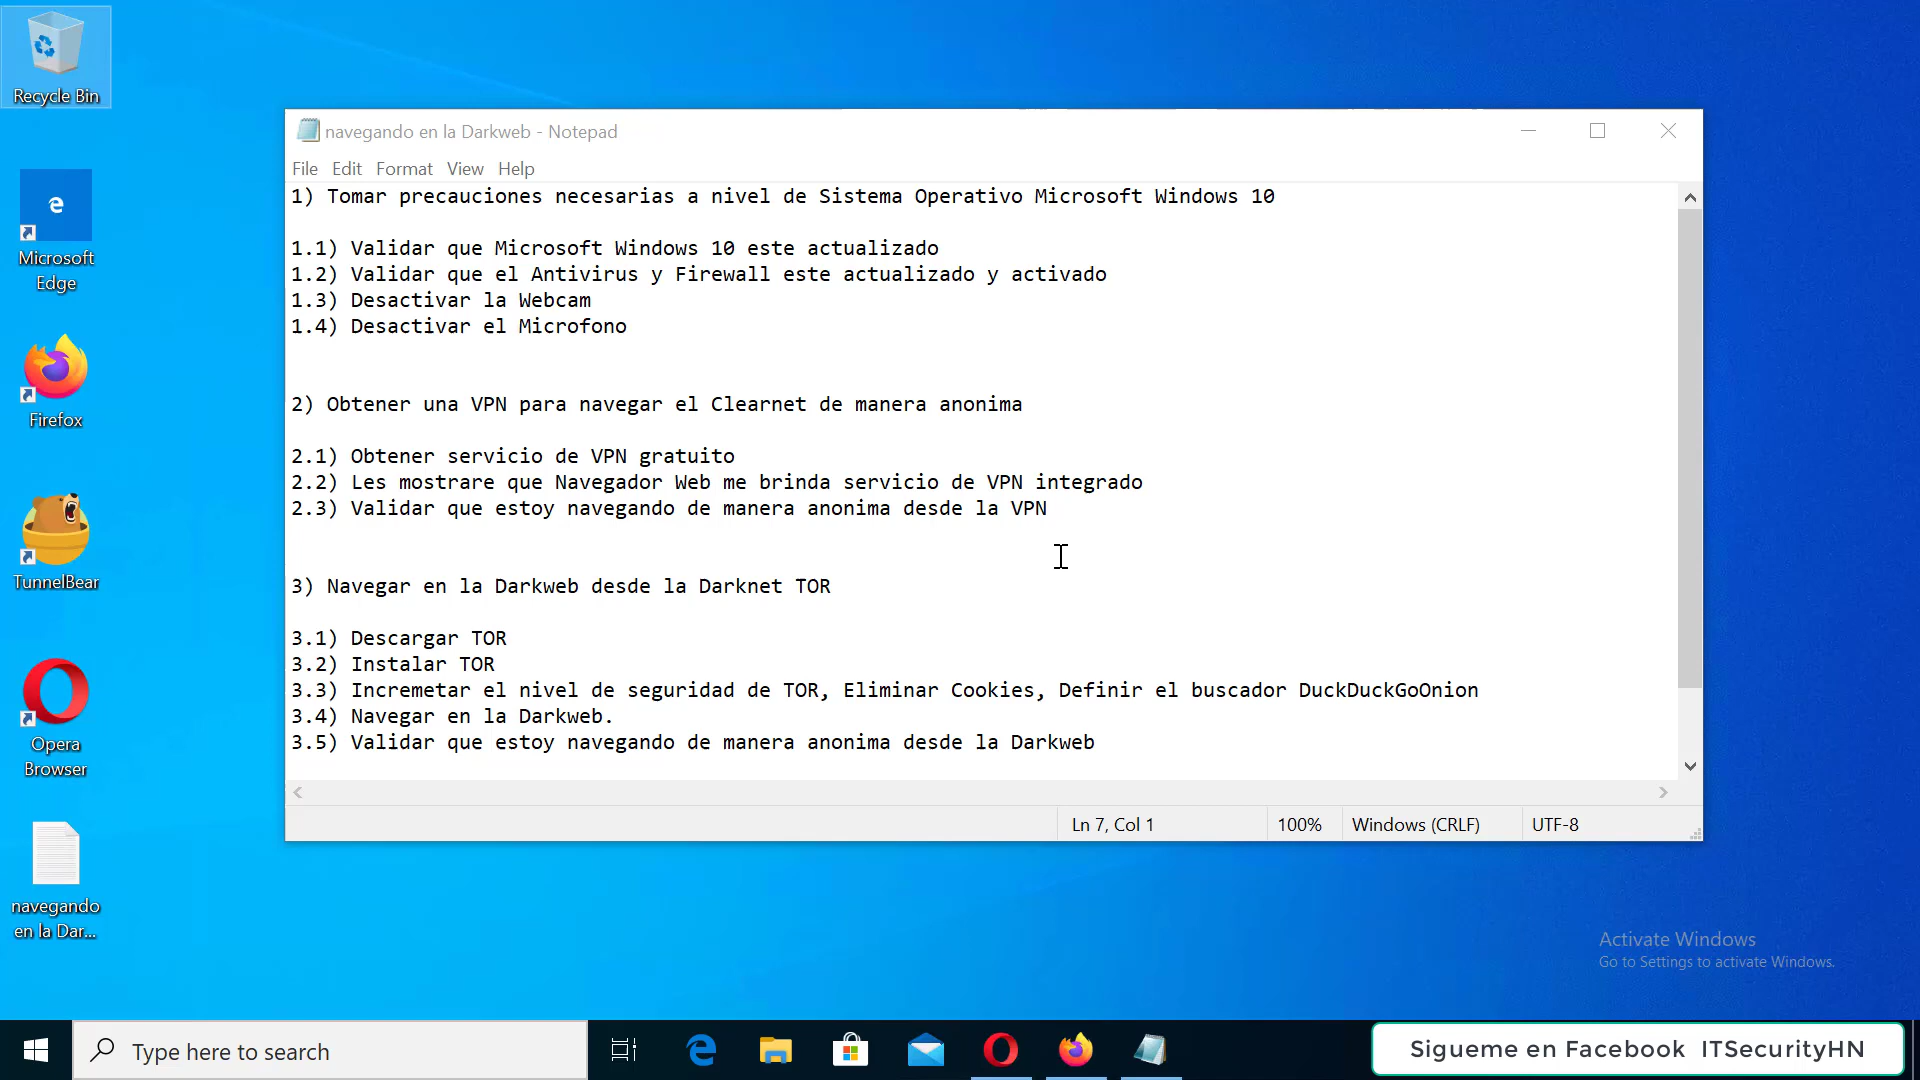 Recycle Bin
navegando en la Darkweb - Notepad
File Edit Format View Help
1) Tomar precauciones necesarias a nivel de Sistema Operativo Microsoft Windows 10
1.1) Validar que Microsoft Windows 10 este actualizado
1.2) Validar que el Antivirus y Firewall este actualizado y activado
1.3) Desactivar la Webcam
1.4) Desactivar el Microfono
2) Obtener una VPN para navegar el Clearnet de manera anonima
2.1) Obtener servicio de VPN gratuito
2.2) Les mostrare que Navegador Web me brinda servicio de VPN integrado
2.3) Validar que estoy navegando de manera anonima desde la VPN
3) Navegar en la Darkweb desde la Darknet TOR
3.1) Descargar TOR
3.2) Instalar TOR
3.3) Incremetar el nivel de seguridad de TOR, Eliminar Cookies, Definir el buscador DuckDuckGoOnion
3.4) Navegar en la Darkweb.
3.5) Validar que estoy navegando de manera anonima desde la Darkweb
Ln 7, Col 1
100%
Windows (CRLF)
UTF-8
Microsoft
Edge
Firefox
TunnelBear
Opera
Browser
navegando
en la Dar...
Activate Windows
Go to Settings to activate Windows.
Type here to search
Sigueme en Facebook ITSecurityHN